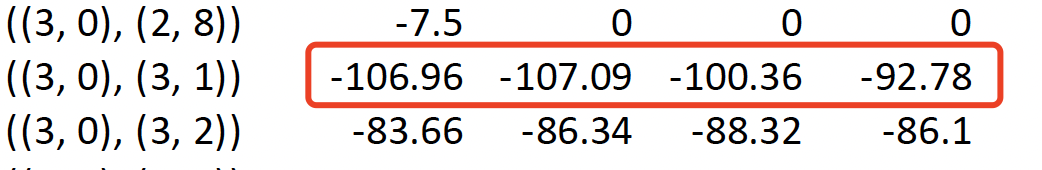 ((3, 0), (2, 8)) -7.5 0 0 0
((3, 0), (3, 1)) -106.96 -107.09 -100.36 -92.78
((3, 0), (3, 2)) -83.66 -86.34 -88.32 -86.1